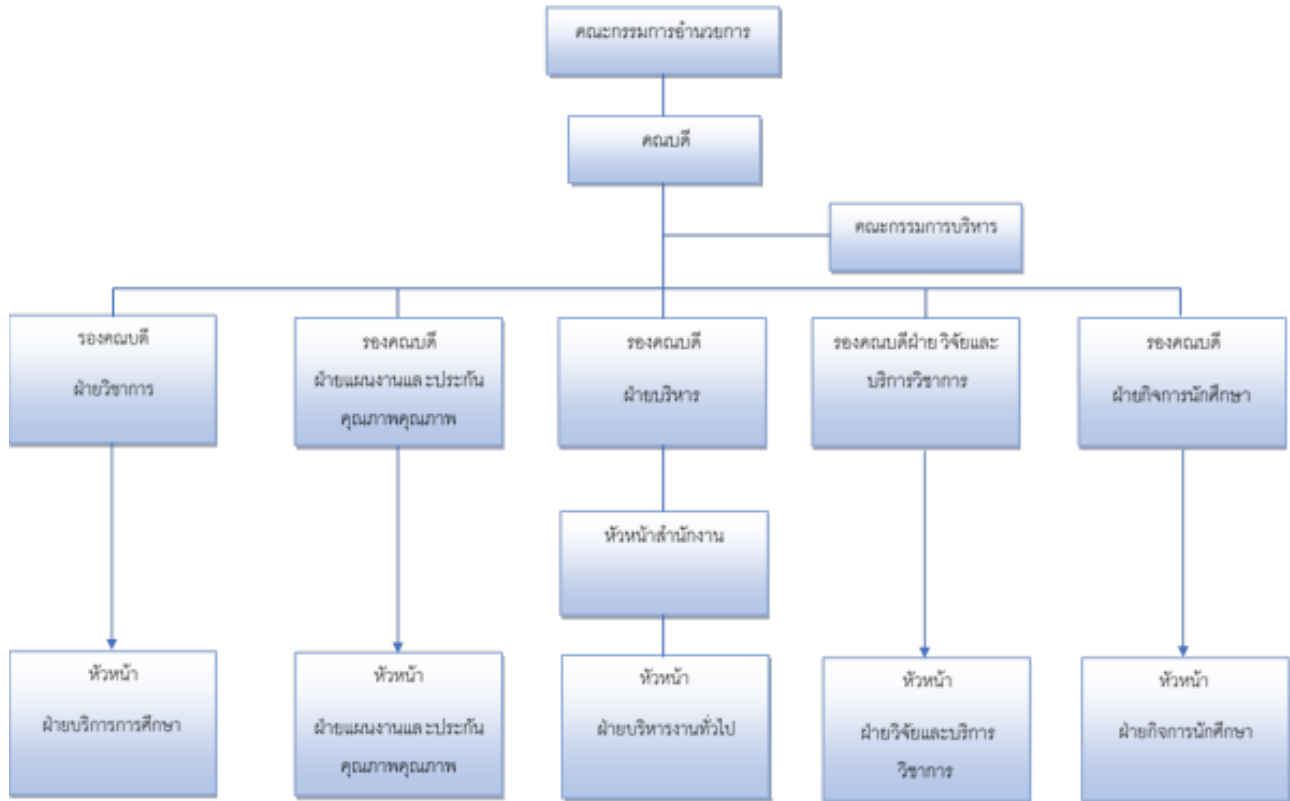 คณะกรรมการอำนวยการ
คณบดี
คณะกรรมการบริหาร
รองคณบดี
ฝ่ายวิชาการ
รองคณบดี
ฝ่ายแผนงานและประกัน
คุณภาพคุณภาพ
รองคณบดี
ฝ่ายบริหาร
รองคณบดีฝ่าย วิจัยและ
บริการวิชาการ
รองคณบดี
ฝ่ายกิจการนักศึกษา
หัวหน้าสำนักงาน
หัวหน้า
ฝ่ายบริการการศึกษา
หัวหน้า
ฝ่ายแผนงานและประกัน
คุณภาพคุณภาพ
หัวหน้า
ฝ่ายบริหารงานทั่วไป
หัวหน้า
ฝ่ายวิจัยและบริการ
วิชาการ
หัวหน้า
ฝ่ายกิจการนักศึกษา